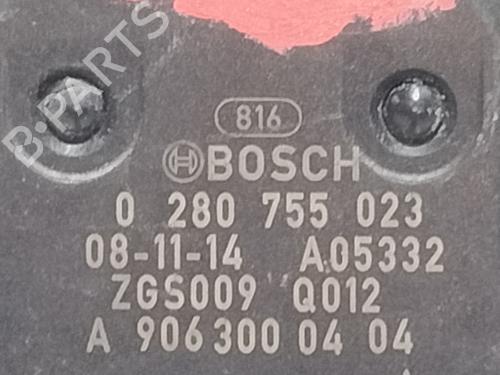 B-PARTS
816
BOSCH
0 280 755 023
08-11-14 A05332
ZGS009 Q012
A 906 300 04 04